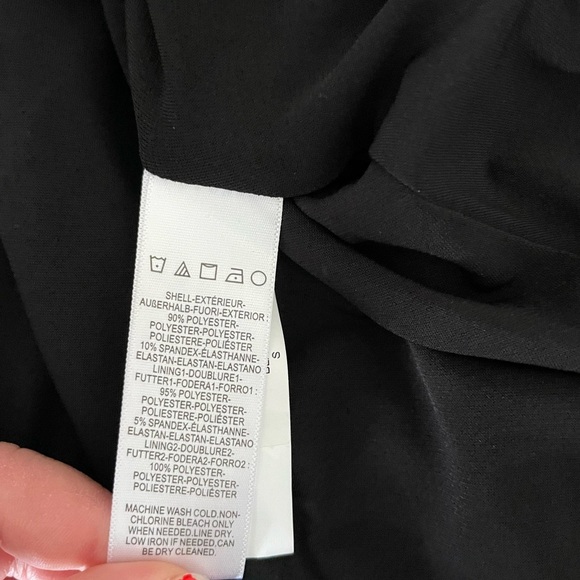 SHELL-EXTÉRIEUR-
AUßERHALB-FUORI-EXTERIOR:
90% POLYESTER-
POLYESTER-POLYESTER-
POLIESTERE-POLIÉSTER
10% SPANDEX-ÉLASTHANNE-
ELASTAN-ELASTAN-ELASTANO
LINING1-DOUBLURE1-
FUTTER1-FODERA1-FORRO1:
95% POLYESTER-
POLYESTER-POLYESTER-
POLIESTERE-POLIÉSTER
5% SPANDEX-ÉLASTHANNE-
ELASTAN-ELASTAN-ELASTANO
LINING2-DOUBLURE2-
FUTTER2-FODERA2-FORRO2:
100% POLYESTER-
POLYESTER-POLYESTER-
POLIESTERE-POLIÉSTER
MACHINE WASH COLD.NON-
CHLORINE BLEACH ONLY
WHEN NEEDED.LINE DRY.
LOW IRON IF NEEDED,CAN
BE DRY CLEANED.